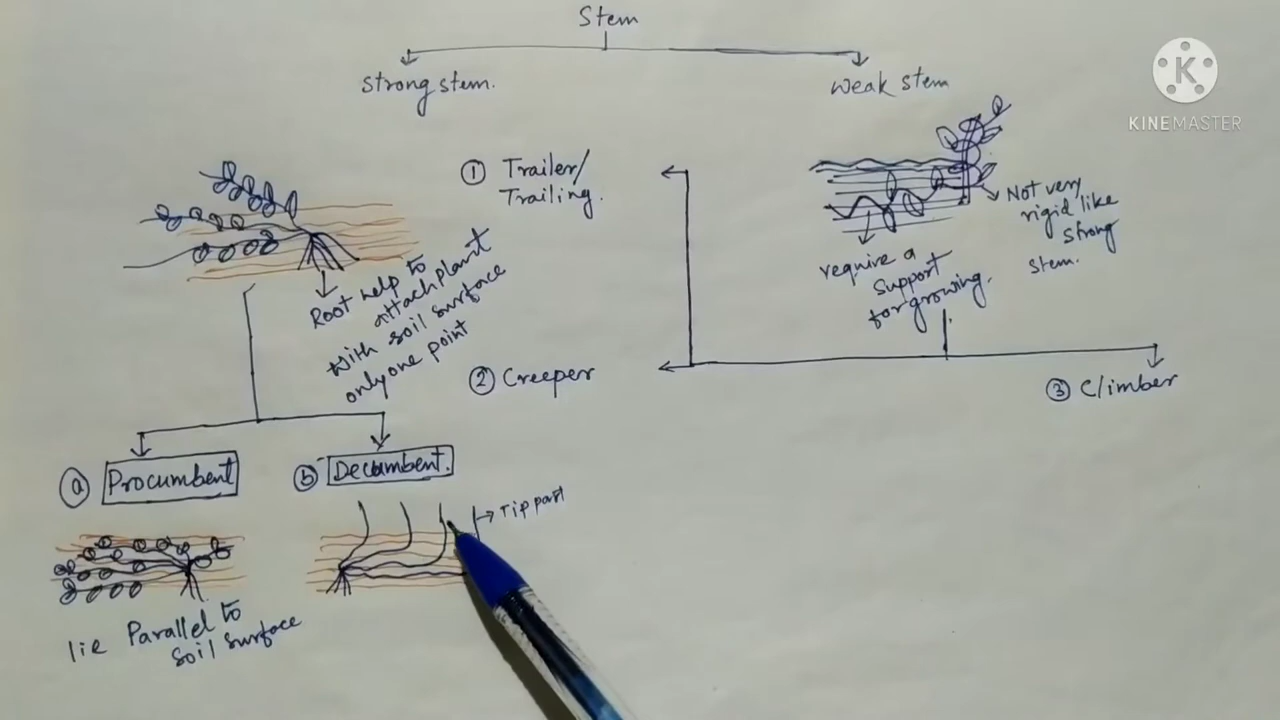 Stem
Strong stem.
Weak stem
K
KINEMASTER
① Trailer/
Trailing.
Not very
rigid like
strong
stem.
require a
support
for growing.
Root help to
attach plant
with soil surface
only one point
② Creeper
③ Climber
ⓐ Procumbent
ⓑ Decumbent.
Tip part
lie Parallel to
soil surface